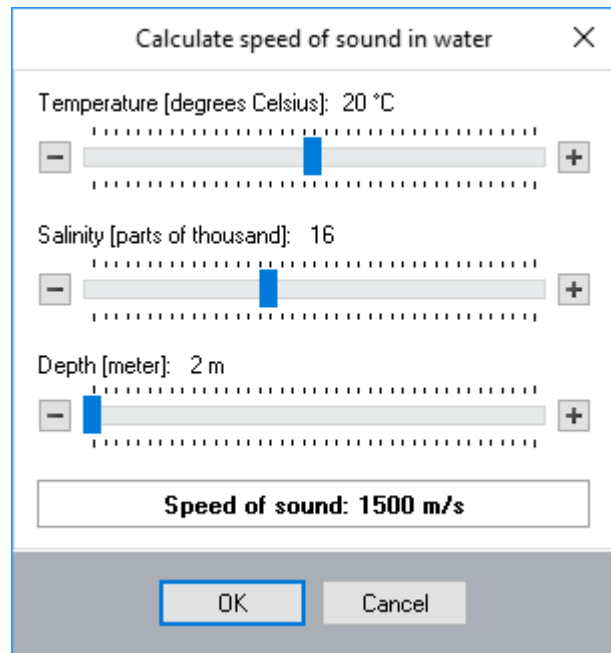 Calculate speed of sound in water
Temperature [degrees Celsius]: 20 °C
Salinity [parts of thousand]: 16
Depth [meter]: 2 m
Speed of sound: 1500 m/s
OK Cancel